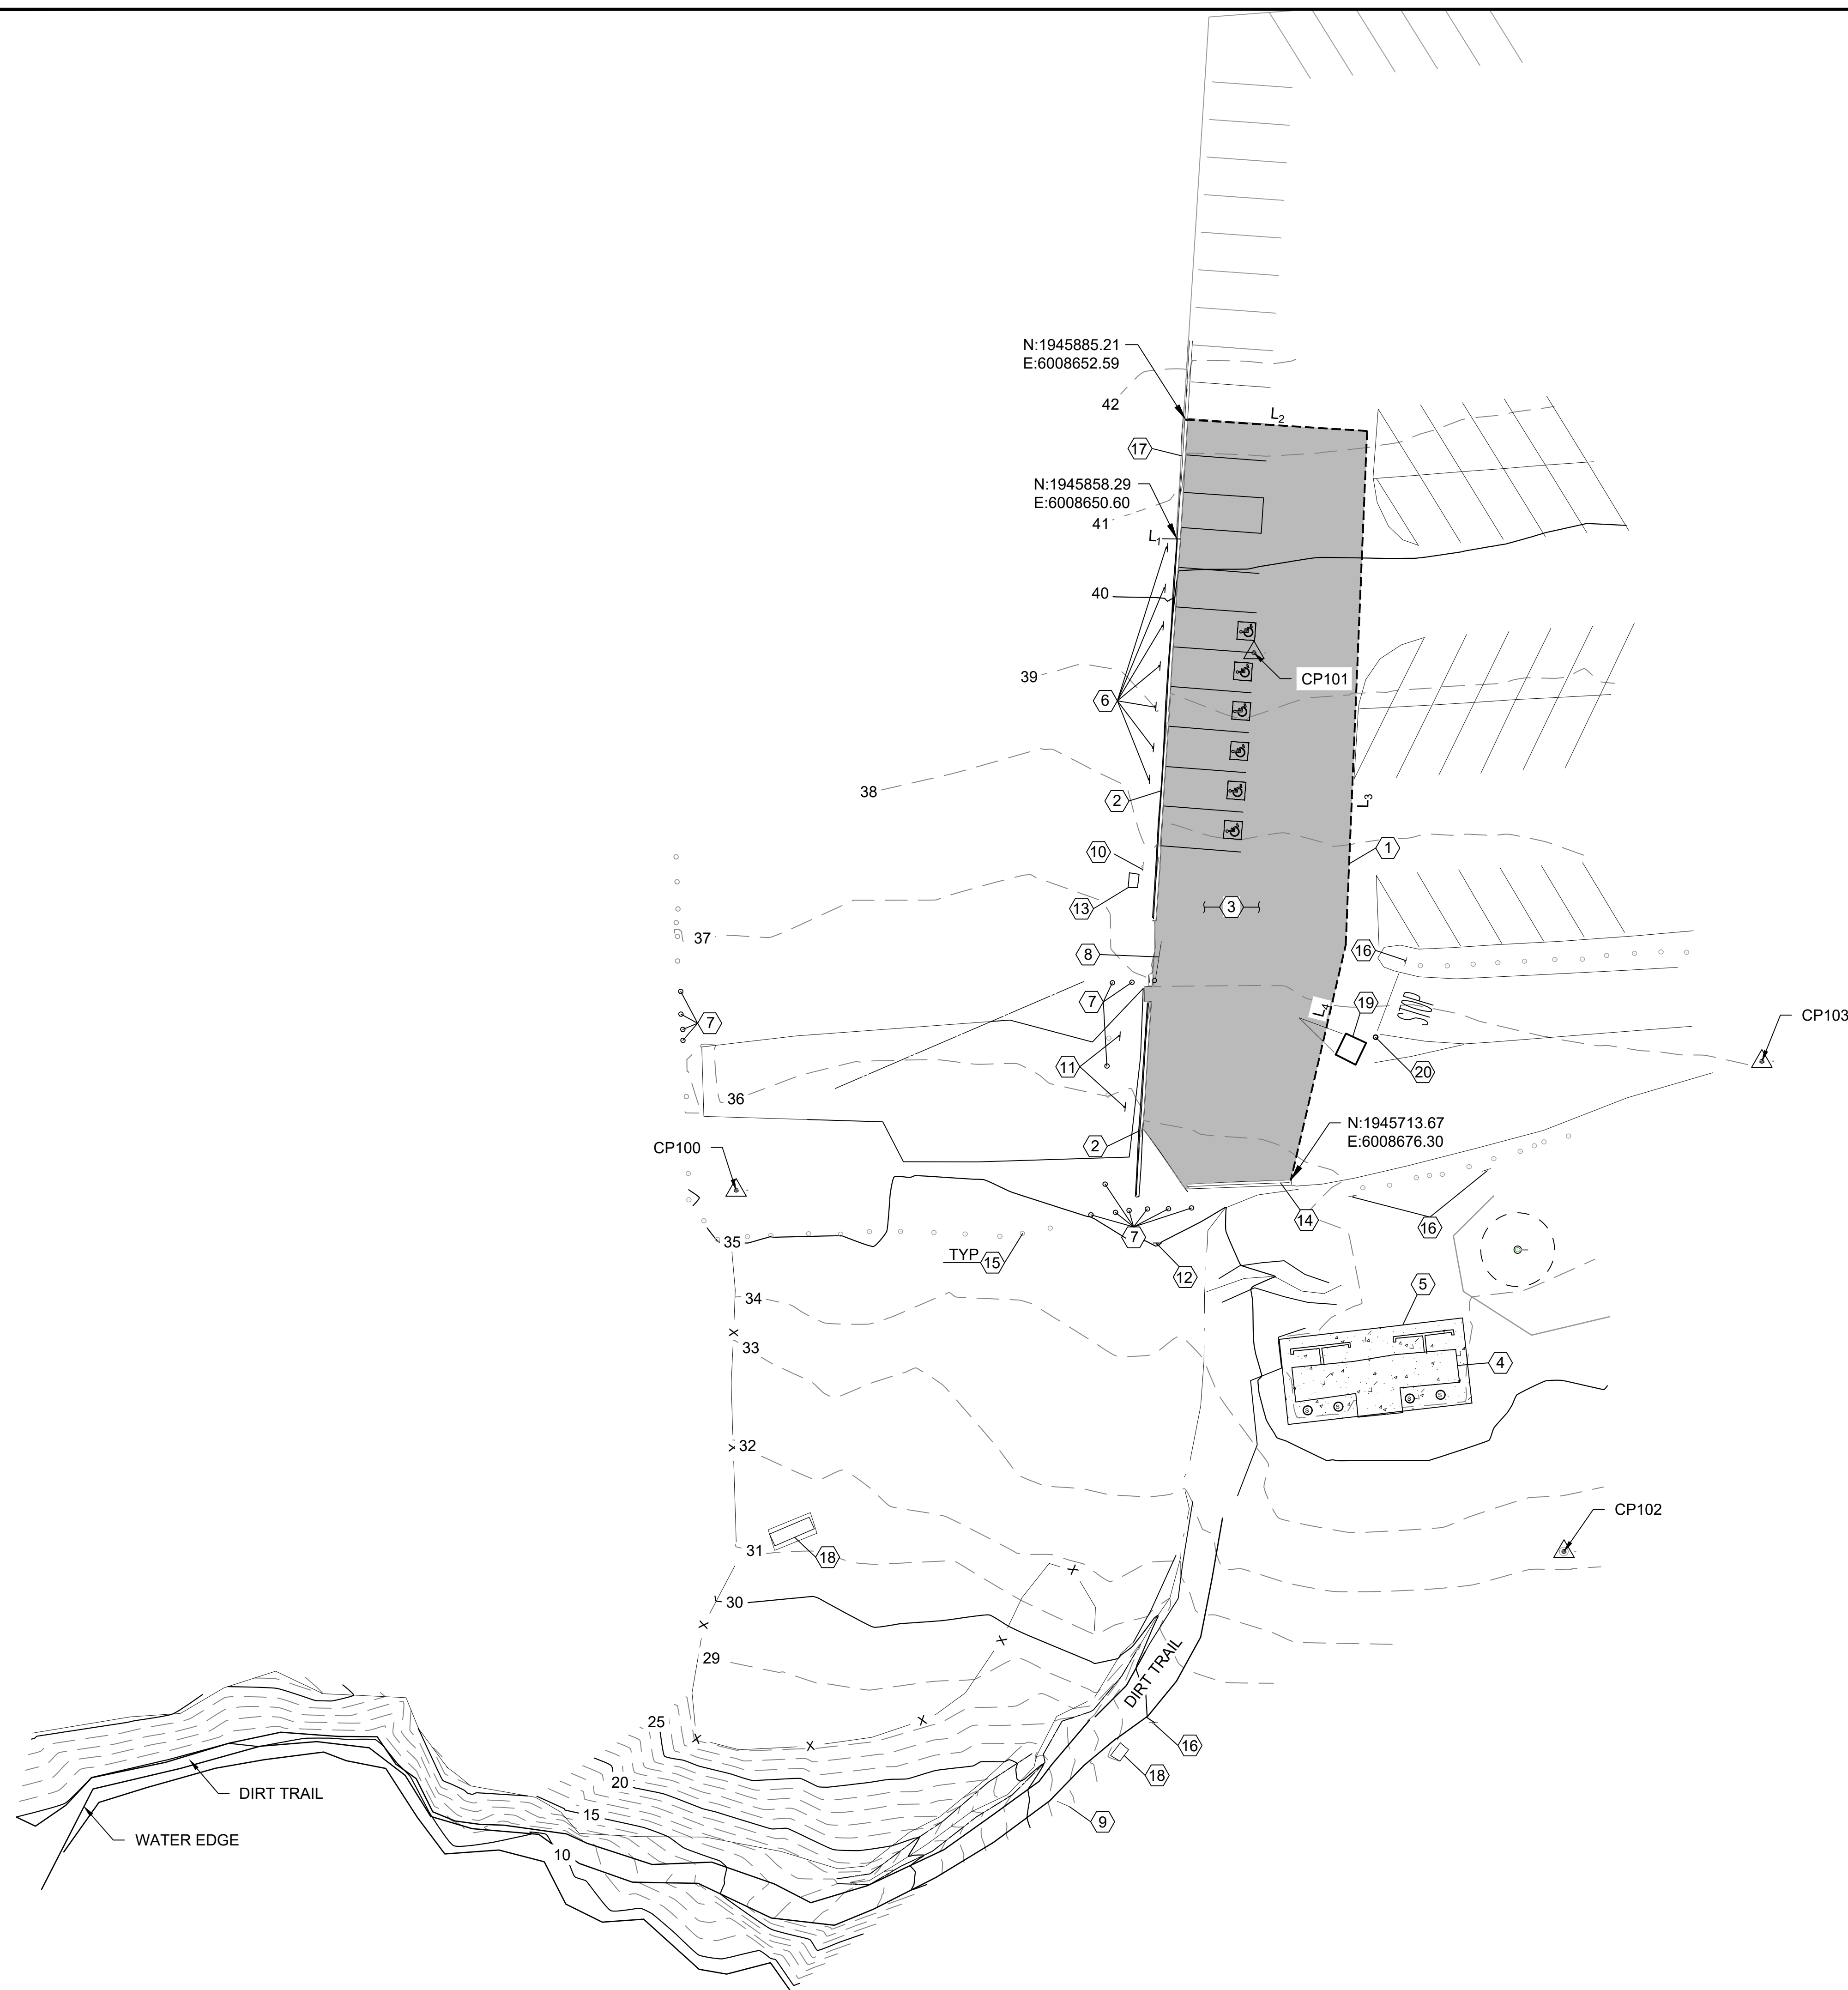 N:1945885.21
E:6008652.59
L2
42
17
N:1945858.29
E:6008650.60
41
L1
40
CP101
39
6
38
2
L3
1
10
13
3
37
8
16
7
7
L4
19
CP103
11
20
36
N:1945713.67
E:6008676.30
2
CP100
14
16
35
7
TYP 15
12
5
34
X
33
4
S S S S
X 32
CP102
31
18
X
30
X
X
29
DIRT TRAIL
25
X
X
X
16
18
20
DIRT TRAIL
15
9
WATER EDGE
10